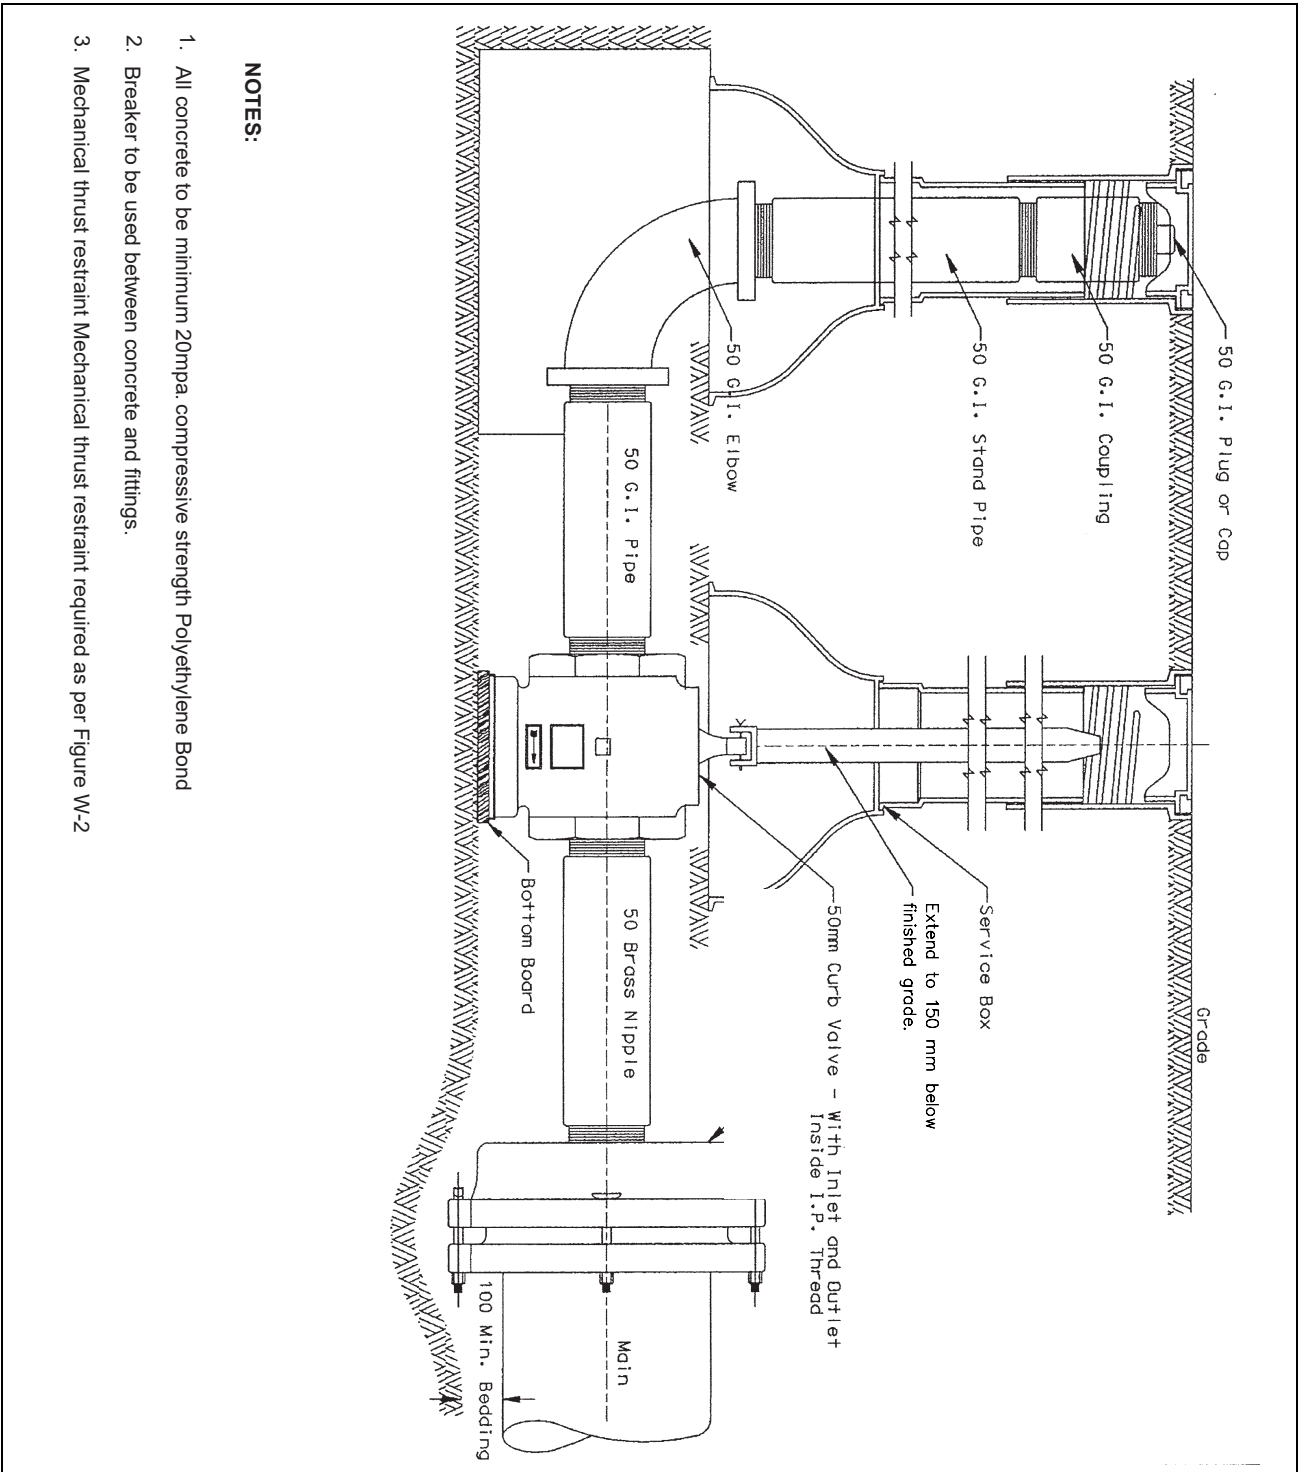 50 G.I. Plug or Cap
50 G.I. Coupling
50 G.I. Stand Pipe
50 G.I. Elbow
Grade
Service Box
Extend to 150 mm below
finished grade.
50mm Curb Valve - With Inlet and Outlet
Inside I.P. Thread
50 G.I. Pipe
50 Brass Nipple
Main
Bottom Board
100 Min. Bedding
NOTES:
1. All concrete to be minimum 20mpa. compressive strength Polyethylene Bond
2. Breaker to be used between concrete and fittings.
3. Mechanical thrust restraint Mechanical thrust restraint required as per Figure W-2